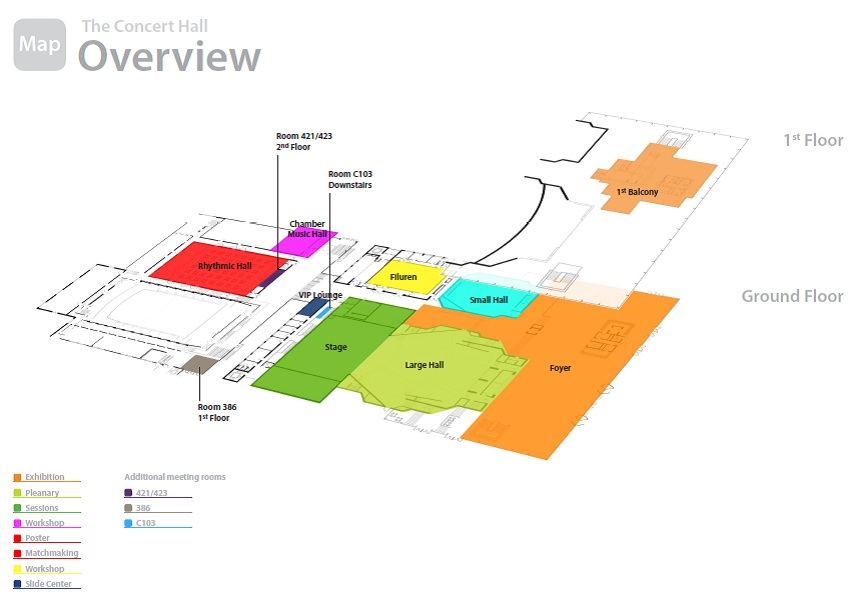 Map
The Concert Hall
Overview
1st Floor
Room 421/423
2nd Floor
Room C103
Downstairs
1st Balcony
Chamber
Music Hall
Rhythmic Hall
Filuren
VIP Lounge
Small Hall
Ground Floor
Stage
Large Hall
Foyer
Room 386
1st Floor
Exhibition
Pleanary
Sessions
Workshop
Poster
Matchmaking
Workshop
Slide Center
Additional meeting rooms
421/423
386
C103